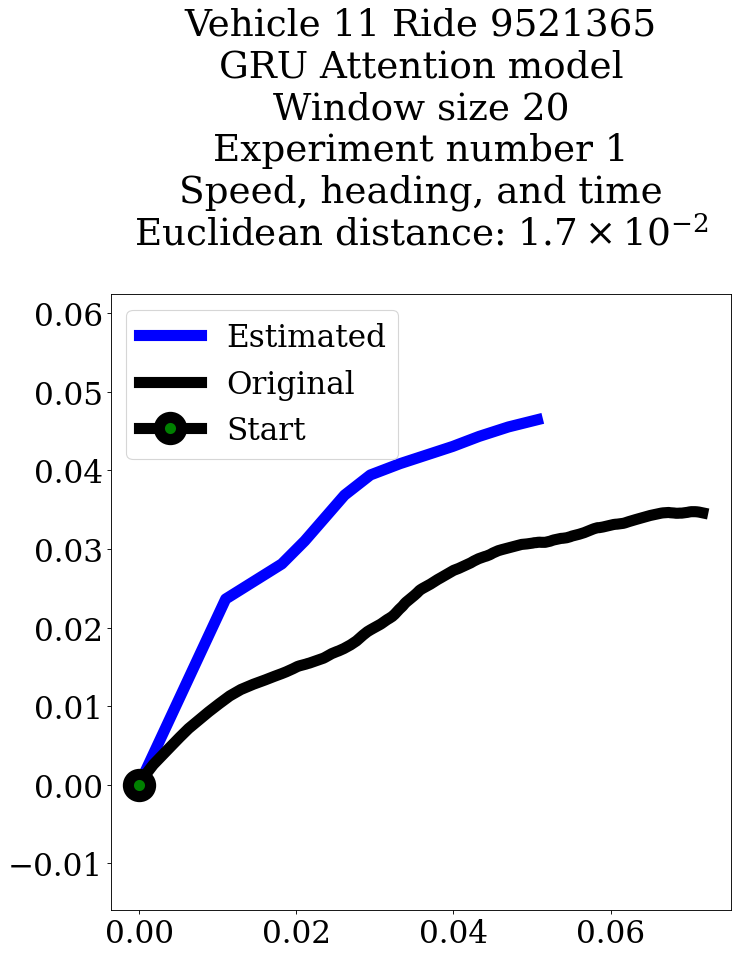 Vehicle 11 Ride 9521365
GRU Attention model
Window size 20
Experiment number 1
Speed, heading, and time
Euclidean distance: 1.7 × 10⁻²
0.06
0.05
0.04
0.03
0.02
0.01
0.00
−0.01
Estimated
Original
Start
0.00 0.02 0.04 0.06